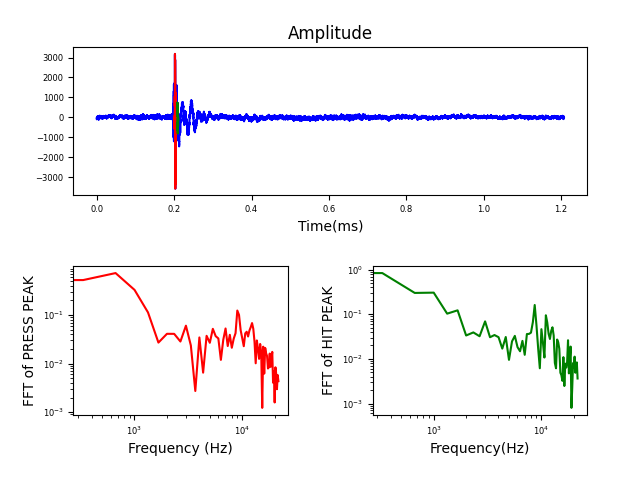 Amplitude
3000
2000
1000
0
−1000
−2000
−3000
0.0 0.2 0.4 0.6 0.8 1.0 1.2
Time(ms)
FFT of PRESS PEAK
10⁻¹
10⁻²
10⁻³
10³ 10⁴
Frequency (Hz)
FFT of HIT PEAK
10⁰
10⁻¹
10⁻²
10⁻³
10³ 10⁴
Frequency(Hz)